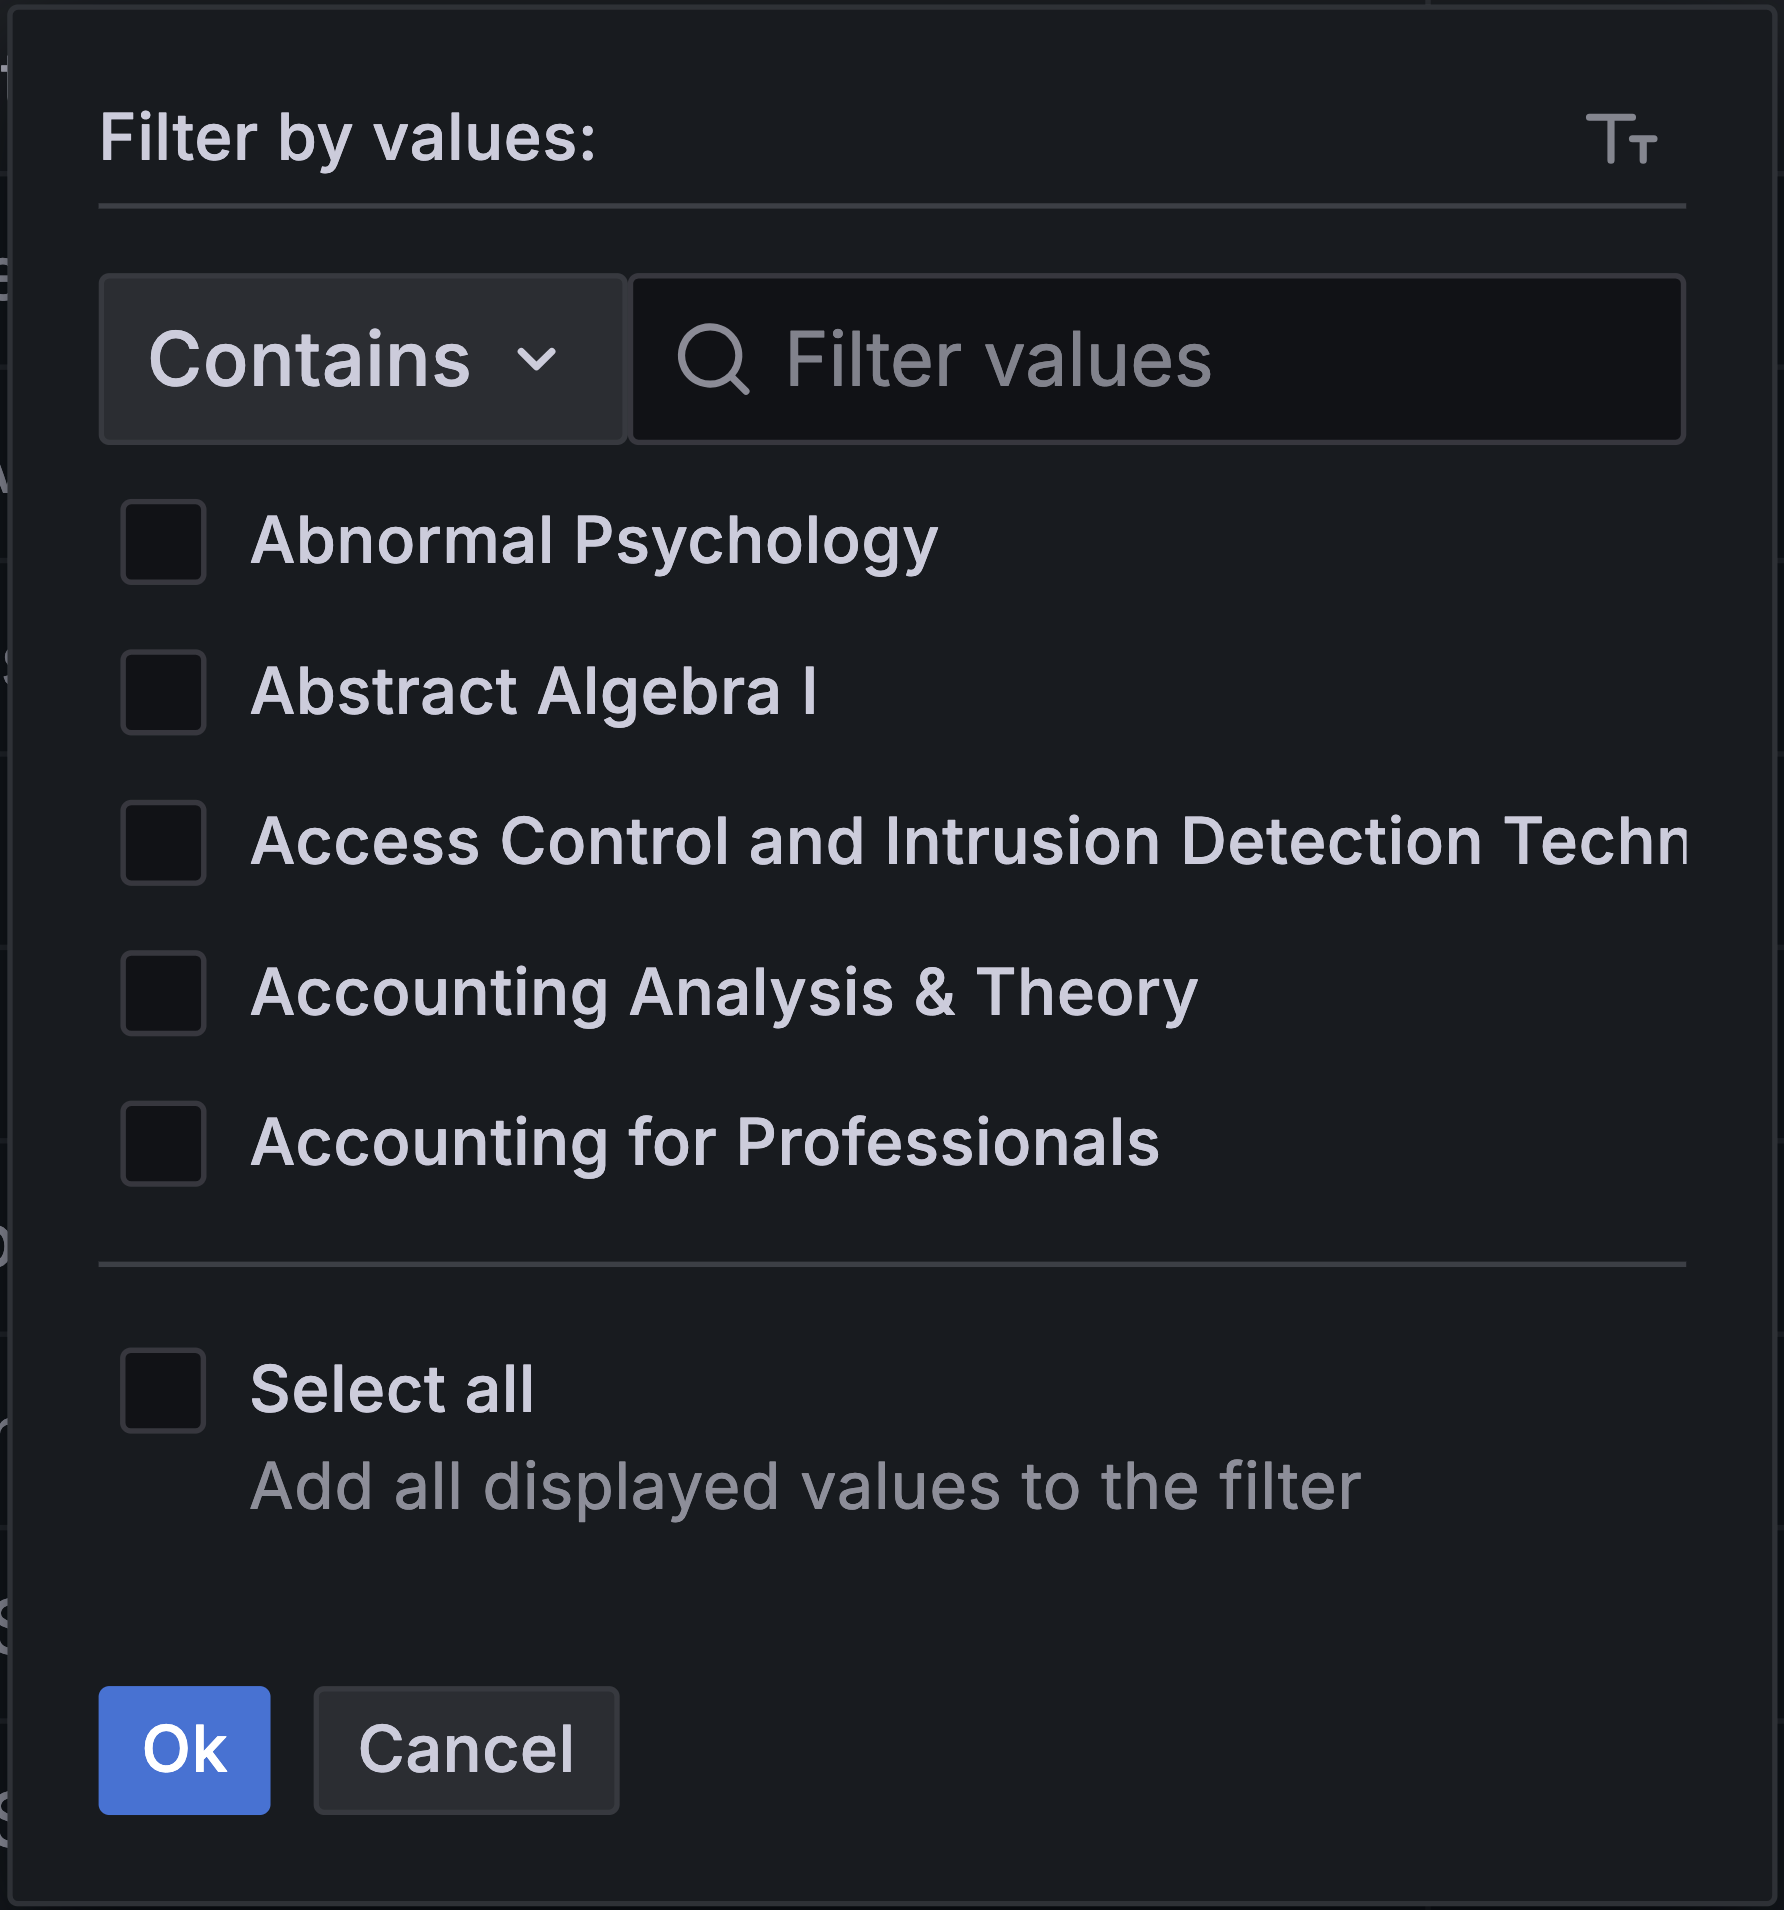 Filter by values:
Contains
Filter values
Abnormal Psychology
Abstract Algebra I
Access Control and Intrusion Detection Techn
Accounting Analysis & Theory
Accounting for Professionals
Select all
Add all displayed values to the filter
Ok
Cancel